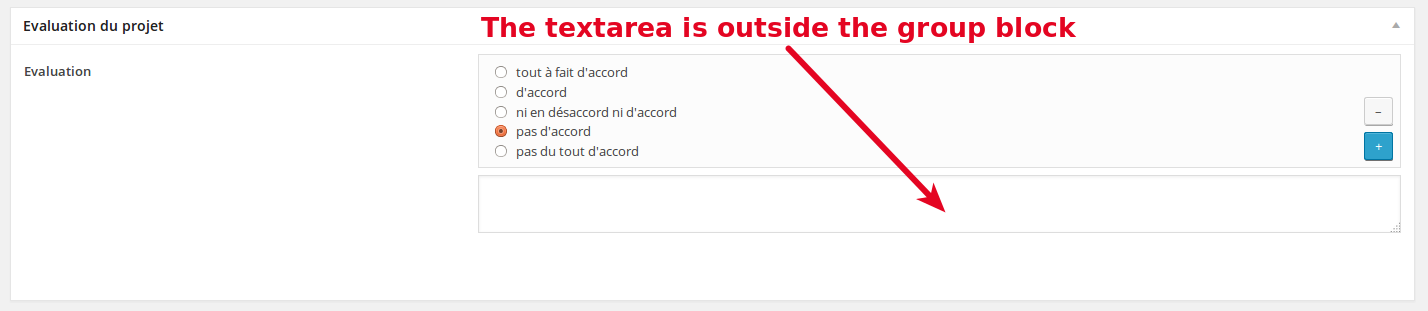 Evaluation du projet
The textarea is outside the group block
Evaluation
tout à fait d'accord
d'accord
ni en désaccord ni d'accord
pas d'accord
pas du tout d'accord
–
+